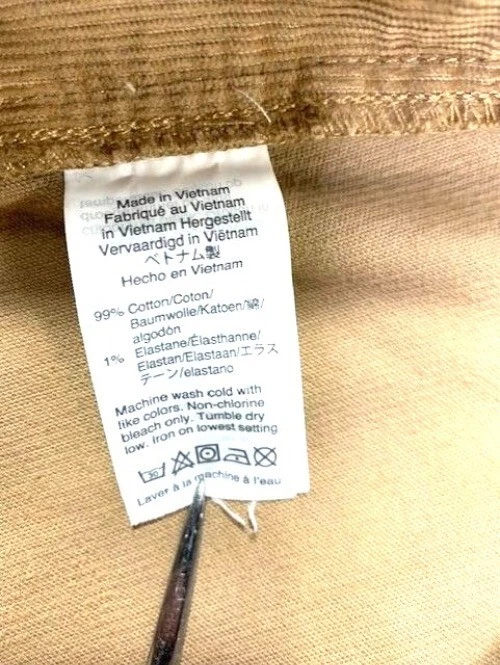 Made in Vietnam
Fabriqué au Vietnam
in Vietnam Hergestellt
Vervaardigd in Viëtnam
ベトナム製
Hecho en Vietnam
99% Cotton/Coton/
Baumwolle/Katoen/綿/
algodón
1% Elastane/Élasthanne/
Elastan/Elastaan/エラス
テーン/elastano
Machine wash cold with
like colors. Non-chlorine
bleach only. Tumble dry
low. Iron on lowest setting
30
Laver à la machine à l'eau